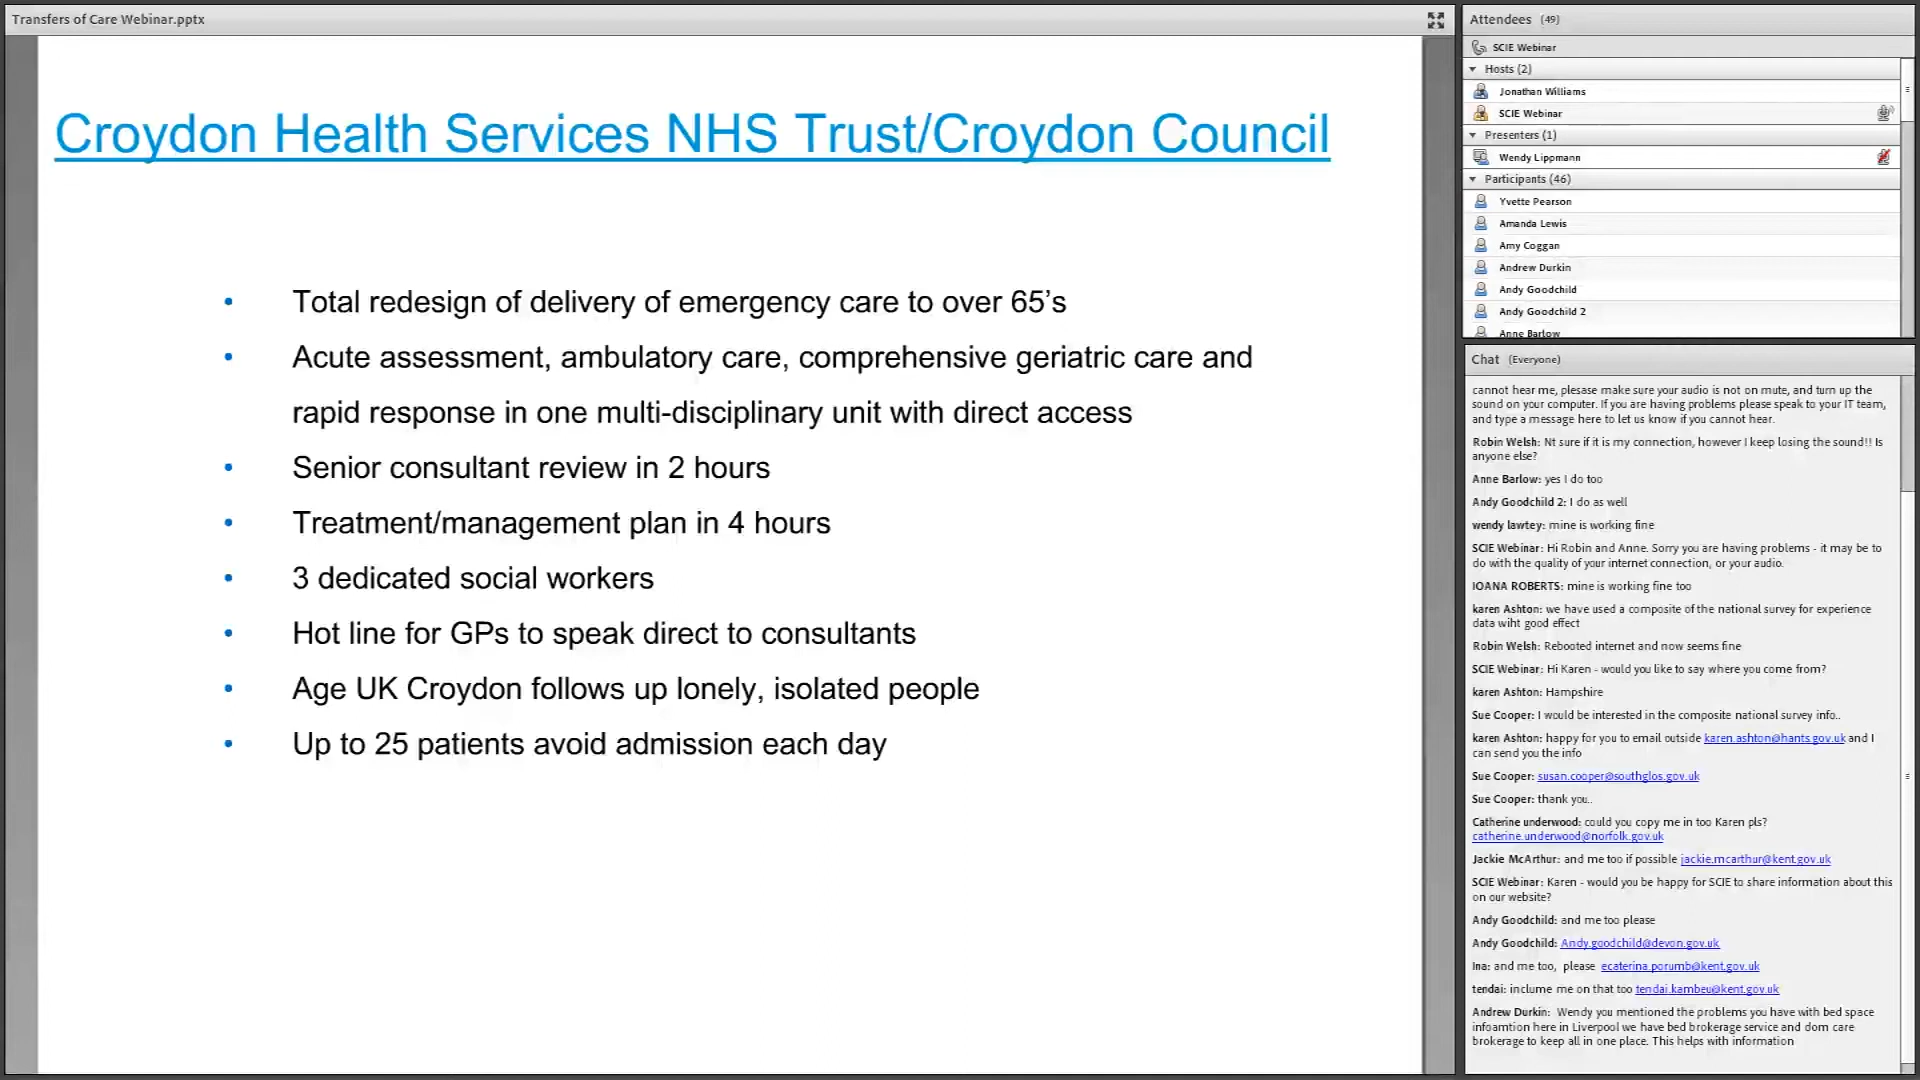 Transfers of Care Webinar.pptx
Croydon Health Services NHS Trust/Croydon Council
• Total redesign of delivery of emergency care to over 65’s
• Acute assessment, ambulatory care, comprehensive geriatric care and
rapid response in one multi-disciplinary unit with direct access
• Senior consultant review in 2 hours
• Treatment/management plan in 4 hours
• 3 dedicated social workers
• Hot line for GPs to speak direct to consultants
• Age UK Croydon follows up lonely, isolated people
• Up to 25 patients avoid admission each day
Attendees (49)
SCIE Webinar
Hosts (2)
Jonathan Williams
SCIE Webinar
Presenters (1)
Wendy Lippmann
Participants (46)
Yvette Pearson
Amanda Lewis
Amy Coggan
Andrew Durkin
Andy Goodchild
Andy Goodchild 2
Anne Barlow
Chat (Everyone)
cannot hear me, plesase make sure your audio is not on mute, and turn up the
sound on your computer. If you are having problems please speak to your IT team,
and type a message here to let us know if you cannot hear.
Robin Welsh: Nt sure if it is my connection, however I keep losing the sound!! Is
anyone else?
Anne Barlow: yes I do too
Andy Goodchild 2: I do as well
wendy lawtey: mine is working fine
SCIE Webinar: Hi Robin and Anne. Sorry you are having problems - it may be to
do with the quality of your internet connection, or your audio.
IOANA ROBERTS: mine is working fine too
karen Ashton: we have used a composite of the national survey for experience
data wiht good effect
Robin Welsh: Rebooted internet and now seems fine
SCIE Webinar: Hi Karen - would you like to say where you come from?
karen Ashton: Hampshire
Sue Cooper: I would be interested in the composite national survey info..
karen Ashton: happy for you to email outside karen.ashton@hants.gov.uk and I
can send you the info
Sue Cooper: susan.cooper@southglos.gov.uk
Sue Cooper: thank you..
Catherine underwood: could you copy me in too Karen pls?
catherine.underwood@norfolk.gov.uk
Jackie McArthur: and me too if possible jackie.mcarthur@kent.gov.uk
SCIE Webinar: Karen - would you be happy for SCIE to share information about this
on our website?
Andy Goodchild: and me too please
Andy Goodchild: Andy.goodchild@devon.gov.uk
Ina: and me too, please ecaterina.porumb@kent.gov.uk
tendai: inclume me on that too tendai.kambeu@kent.gov.uk
Andrew Durkin: Wendy you mentioned the problems you have with bed space
infoamtion here in Liverpool we have bed brokerage service and dom care
brokerage to keep all in one place. This helps with information